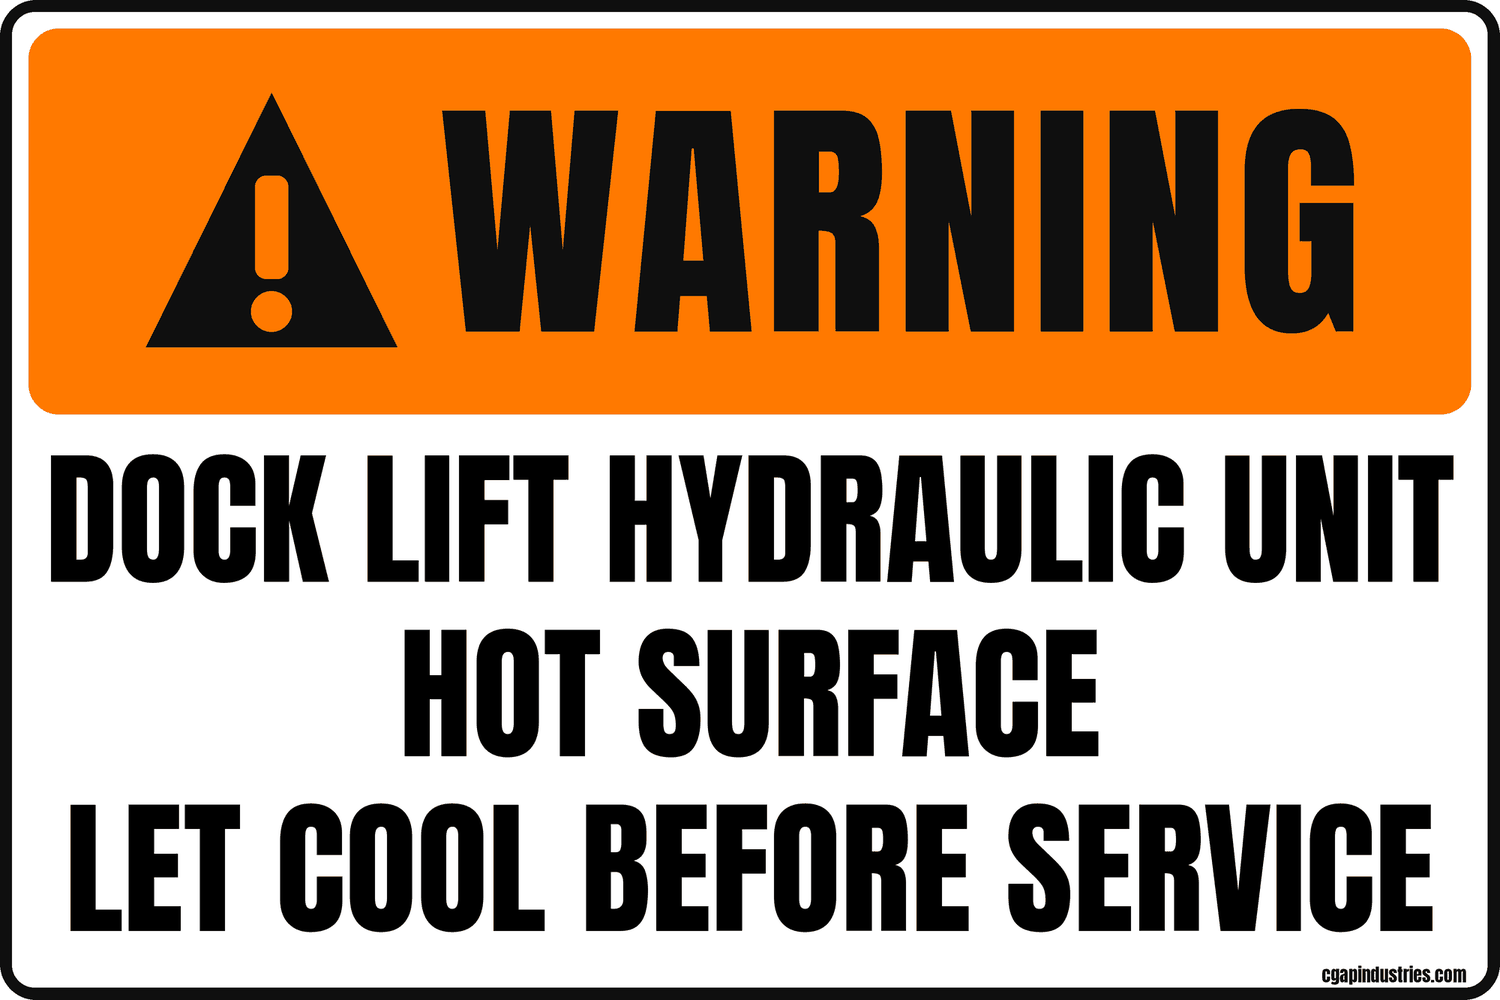 WARNING
DOCK LIFT HYDRAULIC UNIT
HOT SURFACE
LET COOL BEFORE SERVICE
cgapindustries.com